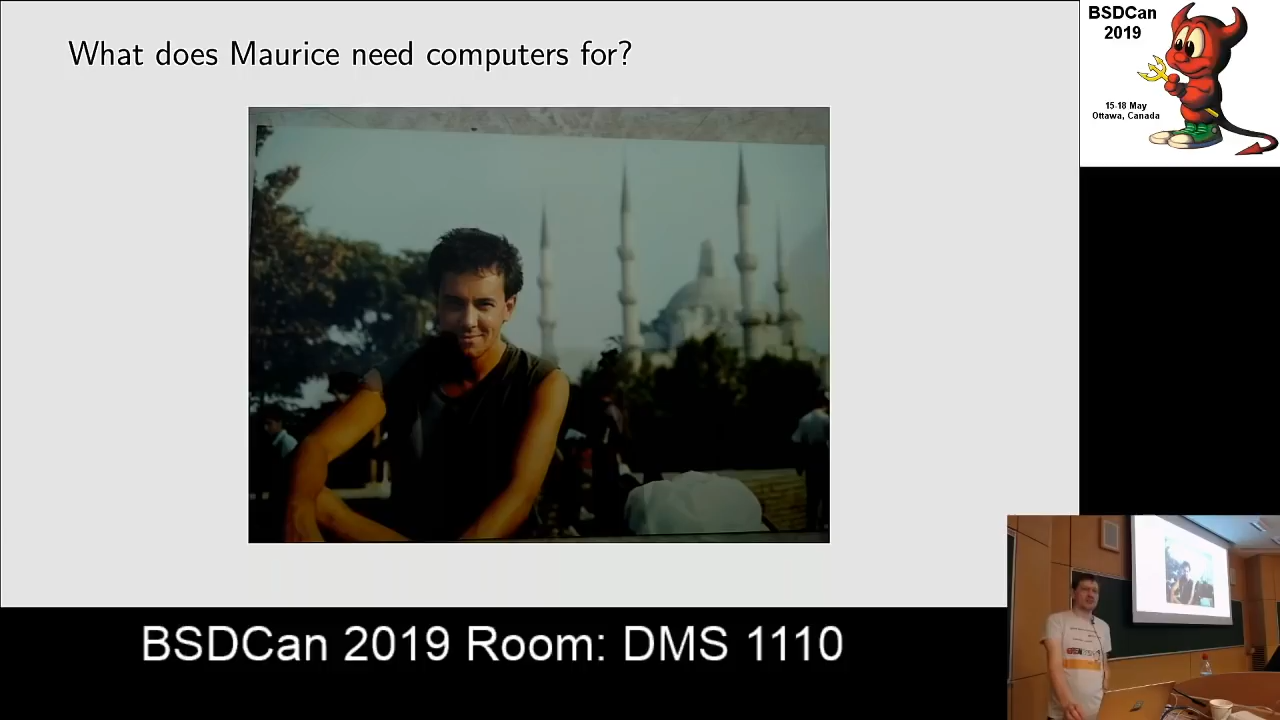 What does Maurice need computers for?
BSDCan
2019
15-18 May
Ottawa, Canada
BSDCan 2019 Room: DMS 1110